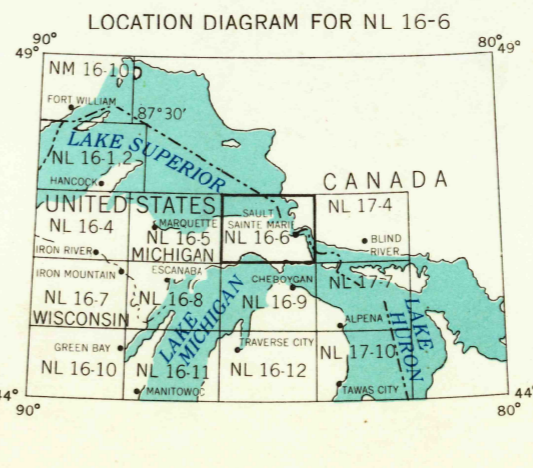 LOCATION DIAGRAM FOR NL 16-6
90°
80°
49°
49°
NM 16-10
FORT WILLIAM
87°30'
LAKE SUPERIOR
NL 16-1,2
HANCOCK
CANADA
UNITED STATES
NL 16-4
MARQUETTE
NL 16-5
MICHIGAN
SAULT
SAINTE MARIE
NL 16-6
NL 17-4
BLIND
RIVER
IRON RIVER
IRON MOUNTAIN
ESCANABA
CHEBOYGAN
NL 16-7
NL 16-8
NL 16-9
NL 17-7
WISCONSIN
LAKE
MICHIGAN
LAKE
HURON
ALPENA
GREEN BAY
TRAVERSE CITY
NL 16-10
NL 16-11
NL 16-12
NL 17-10
MANITOWOC
TAWAS CITY
44°
44°
90°
80°